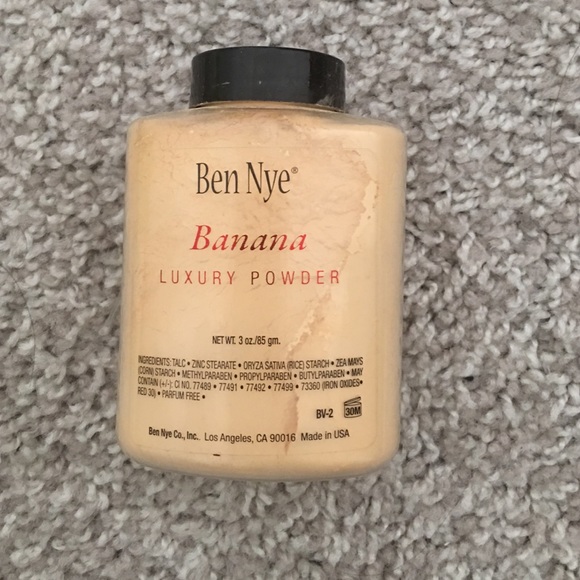 Ben Nye®
Banana
LUXURY POWDER
NET WT. 3 oz./85 gm.
INGREDIENTS: TALC • ZINC STEARATE • ORYZA SATIVA (RICE) STARCH • ZEA MAYS
(CORN) STARCH • METHYLPARABEN • PROPYLPARABEN • BUTYLPARABEN • MAY
CONTAIN (+/-): CI NO. 77489 • 77491 • 77492 • 77499 • 73360 (IRON OXIDES•
RED 30) • PARFUM FREE •
BV-2
30M
Ben Nye Co., Inc. Los Angeles, CA 90016 Made in USA